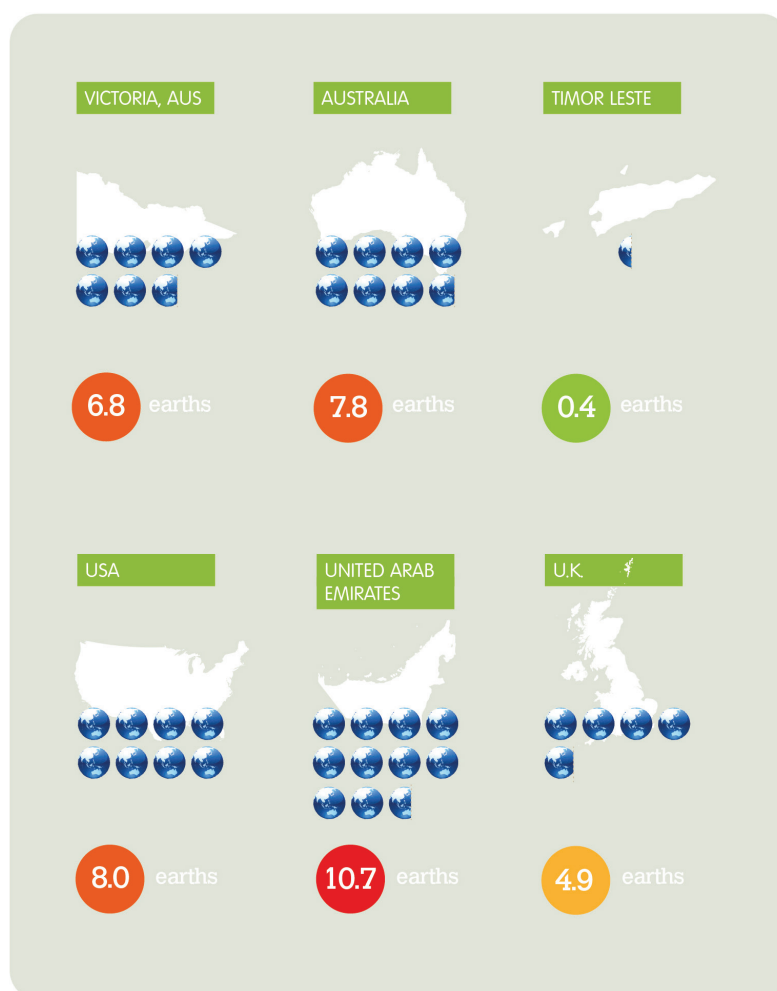 VICTORIA, AUS
AUSTRALIA
TIMOR LESTE
6.8 earths
7.8 earths
0.4 earths
USA
UNITED ARAB
EMIRATES
U.K.
8.0 earths
10.7 earths
4.9 earths